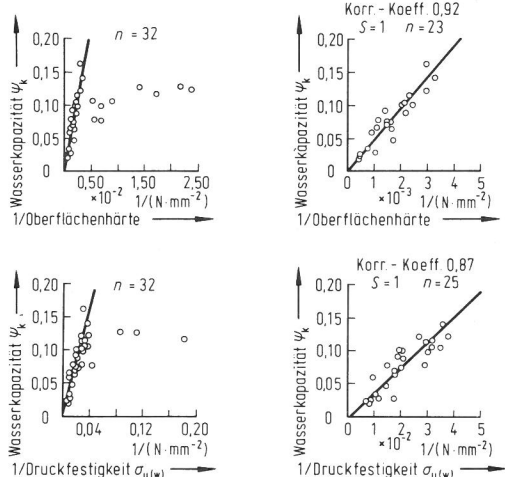 Wasserkapazität ψk
0,20
0,15
0,10
0,05
0
n = 32
0,50 1,50 2,50
×10⁻² 1/(N·mm⁻²)
1/Oberflächenhärte
Korr.-Koeff. 0,92
S=1 n=23
Wasserkapazität ψk
0,20
0,15
0,10
0,05
0 1 2 3 4 5
×10⁻³ 1/(N·mm⁻²)
1/Oberflächenhärte
Wasserkapazität ψk
0,20
0,15
0,10
0,05
0
n = 32
0,04 0,12 0,20
1/(N·mm⁻²)
1/Druckfestigkeit σu(w)
Korr.-Koeff. 0,87
S=1 n=25
Wasserkapazität ψk
0,20
0,15
0,10
0,05
0 1 2 3 4 5
×10⁻² 1/(N·mm⁻²)
1/Druckfestigkeit σu(w)